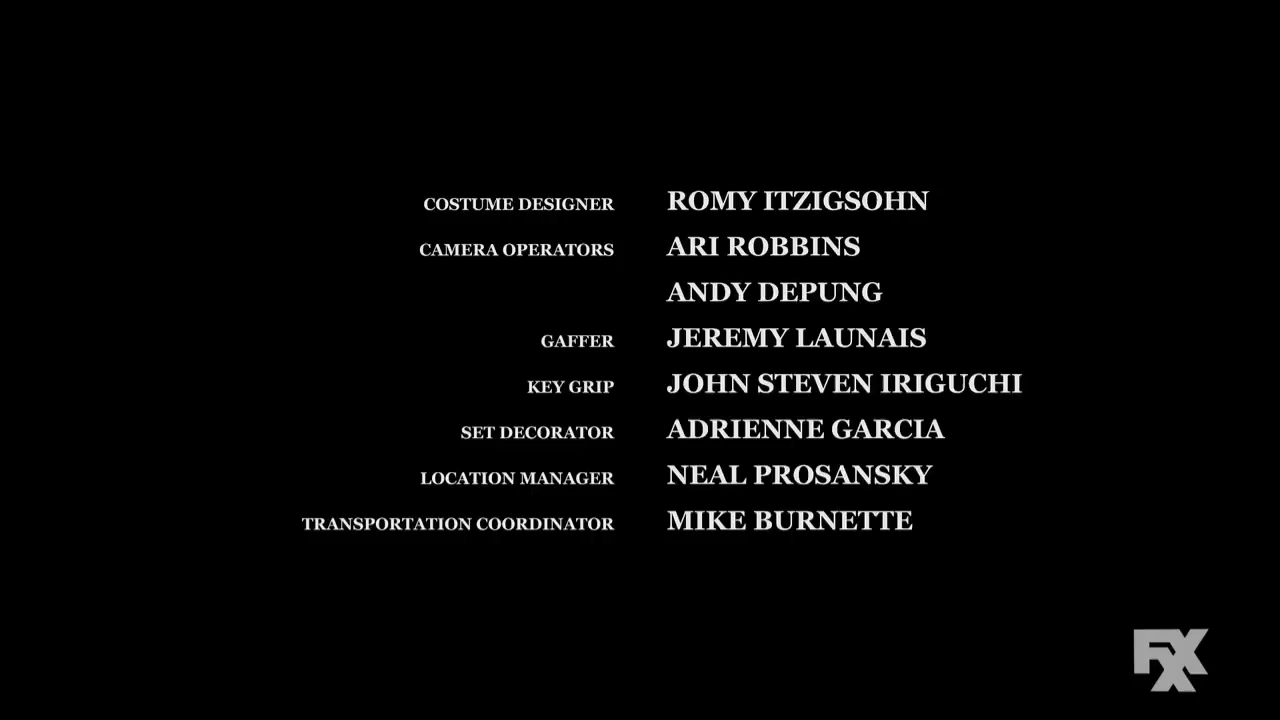 COSTUME DESIGNER ROMY ITZIGSOHN
CAMERA OPERATORS ARI ROBBINS
ANDY DEPUNG
GAFFER JEREMY LAUNAIS
KEY GRIP JOHN STEVEN IRIGUCHI
SET DECORATOR ADRIENNE GARCIA
LOCATION MANAGER NEAL PROSANSKY
TRANSPORTATION COORDINATOR MIKE BURNETTE
FXX